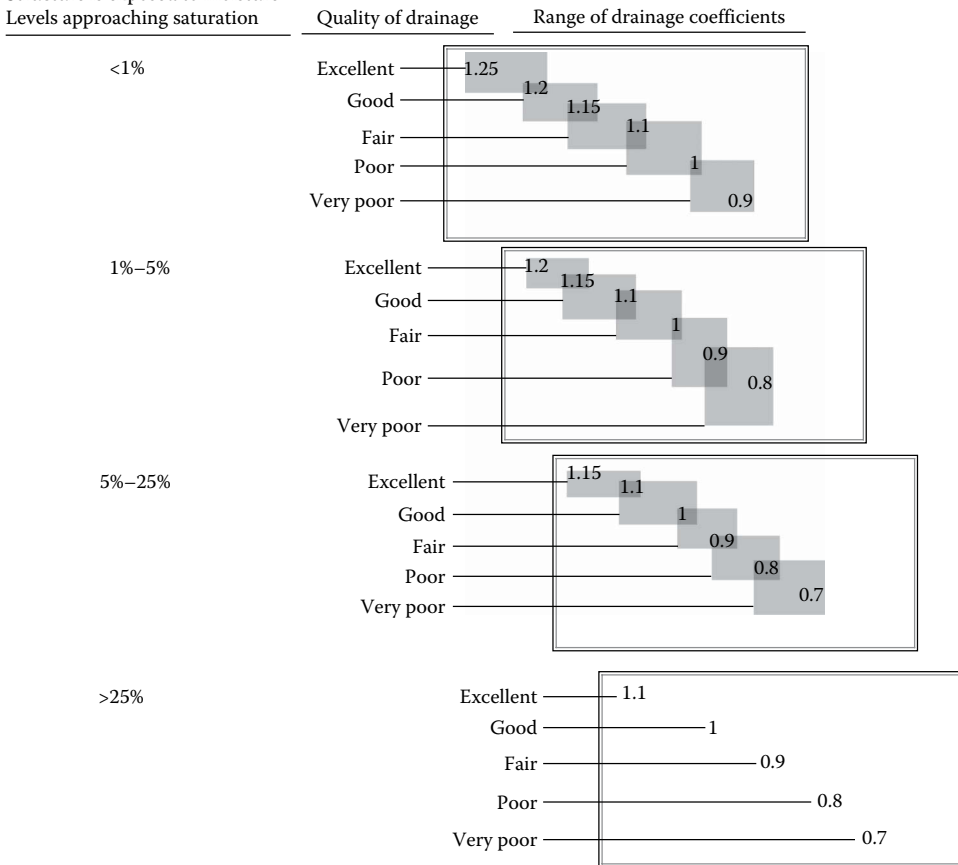 Levels approaching saturation Quality of drainage Range of drainage coefficients
<1%
Excellent 1.25
1.2
Good
1.15
Fair 1.1
Poor 1
Very poor 0.9
1%–5%
Excellent 1.2
1.15
Good 1.1
Fair 1
0.9
Poor 0.8
Very poor
5%–25%
Excellent 1.15
1.1
Good 1
Fair 0.9
Poor 0.8
Very poor 0.7
>25%
Excellent 1.1
Good 1
Fair 0.9
Poor 0.8
Very poor 0.7